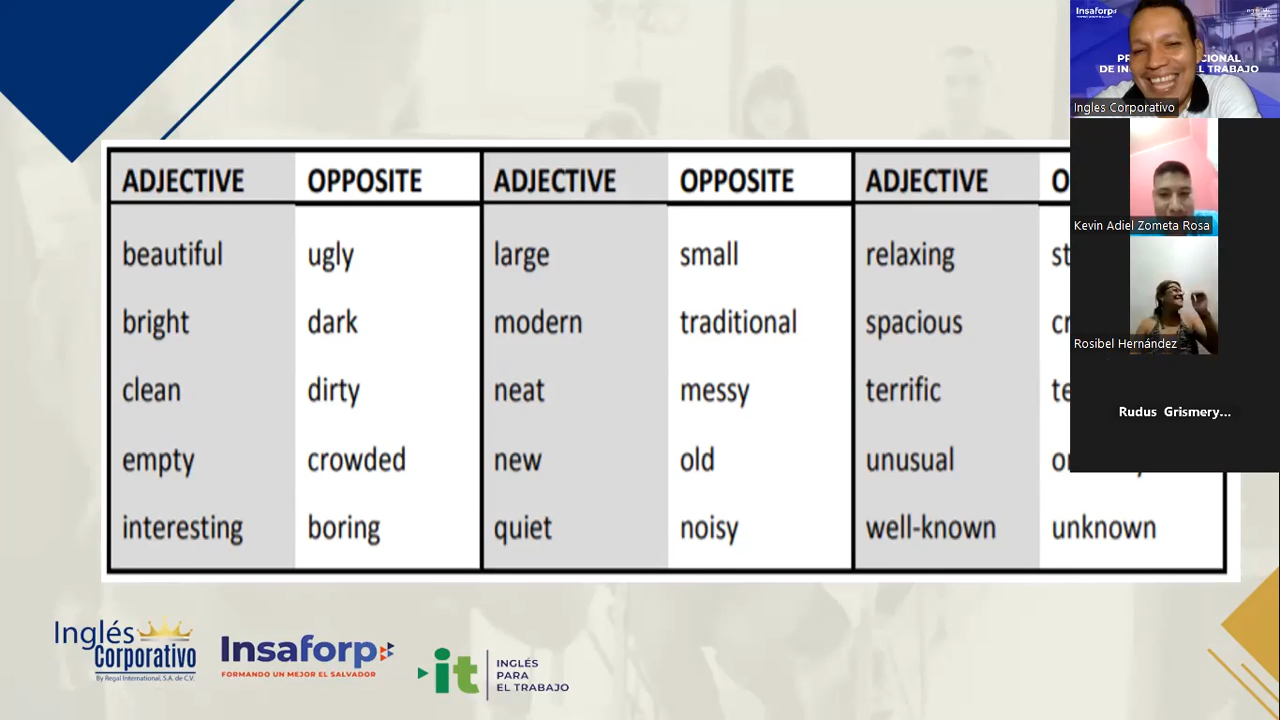 ADJECTIVE OPPOSITE ADJECTIVE OPPOSITE ADJECTIVE
beautiful ugly large small relaxing
bright dark modern traditional spacious
clean dirty neat messy terrific
empty crowded new old unusual
interesting boring quiet noisy well-known unknown
Insaforp
DE IN L TRABAJO
Ingles Corporativo
Kevin Adiel Zometa Rosa
Rosibel Hernández
Rudus Grismery...
Inglés
Corporativo
By Regal International, S.A. de C.V.
Insaforp
FORMANDO UN MEJOR EL SALVADOR
it
INGLÉS
PARA
EL TRABAJO